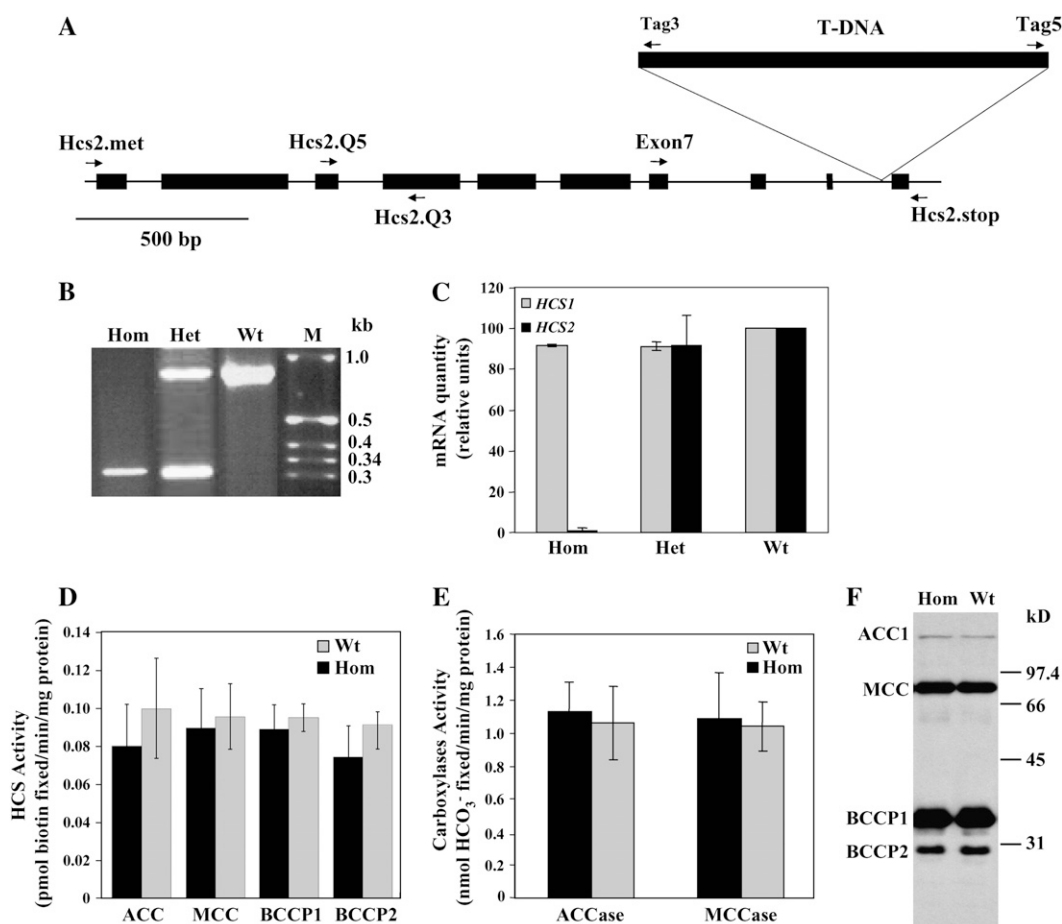 A
Tag3
T-DNA
Tag5
Hcs2.met
Hcs2.Q5
Exon7
Hcs2.Q3
Hcs2.stop
500 bp
B
Hom Het Wt M kb
1.0
0.5
0.4
0.34
0.3
C
mRNA quantity
(relative units)
120
100
80
60
40
20
0
HCS1
HCS2
Hom Het Wt
D
HCS Activity
(pmol biotin fixed/min/mg protein)
0.14
0.12
0.10
0.08
0.06
0.04
0.02
0
Wt
Hom
ACC MCC BCCP1 BCCP2
E
Carboxylases Activity
(nmol HCO3- fixed/min/mg protein)
1.6
1.4
1.2
1.0
0.8
0.6
0.4
0.2
0
Wt
Hom
ACCase MCCase
F
Hom Wt kD
ACC1
MCC
BCCP1
BCCP2
97.4
66
45
31